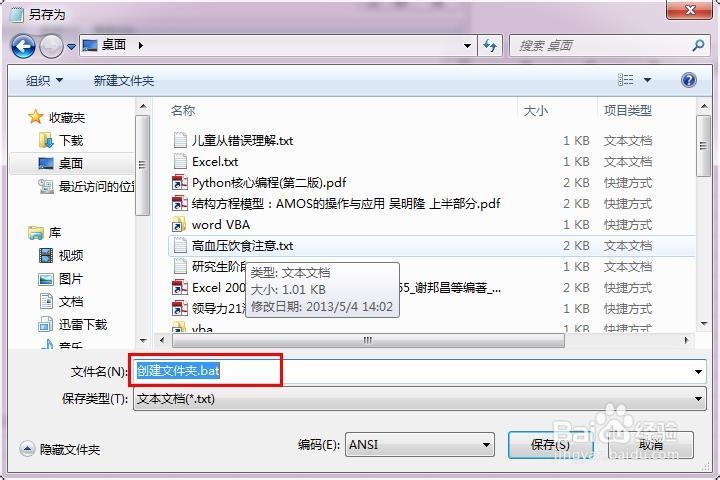 另存为
桌面
搜索 桌面
组织 新建文件夹
收藏夹
下载
桌面
最近访问的位
库
视频
图片
文档
迅雷下载
音乐
名称 大小 项目类型
儿童从错误理解.txt 1 KB 文本文档
Excel.txt 1 KB 文本文档
Python核心编程(第二版).pdf 2 KB 快捷方式
结构方程模型：AMOS的操作与应用 吴明隆 上半部分.pdf 2 KB 快捷方式
word VBA 1 KB 快捷方式
高血压饮食注意.txt 2 KB 文本文档
研究生阶段 1 KB 文本文档
Excel 200 65_谢邦昌等编著_... 2 KB 快捷方式
领导力21法 2 KB 快捷方式
vba 1 KB 快捷方式
类型: 文本文档
大小: 1.01 KB
修改日期: 2013/5/4 14:02
文件名(N): 创建文件夹.bat
保存类型(T): 文本文档(*.txt)
隐藏文件夹 编码(E): ANSI 保存(S) 取消
Baidu经验
jingyan.baidu.com